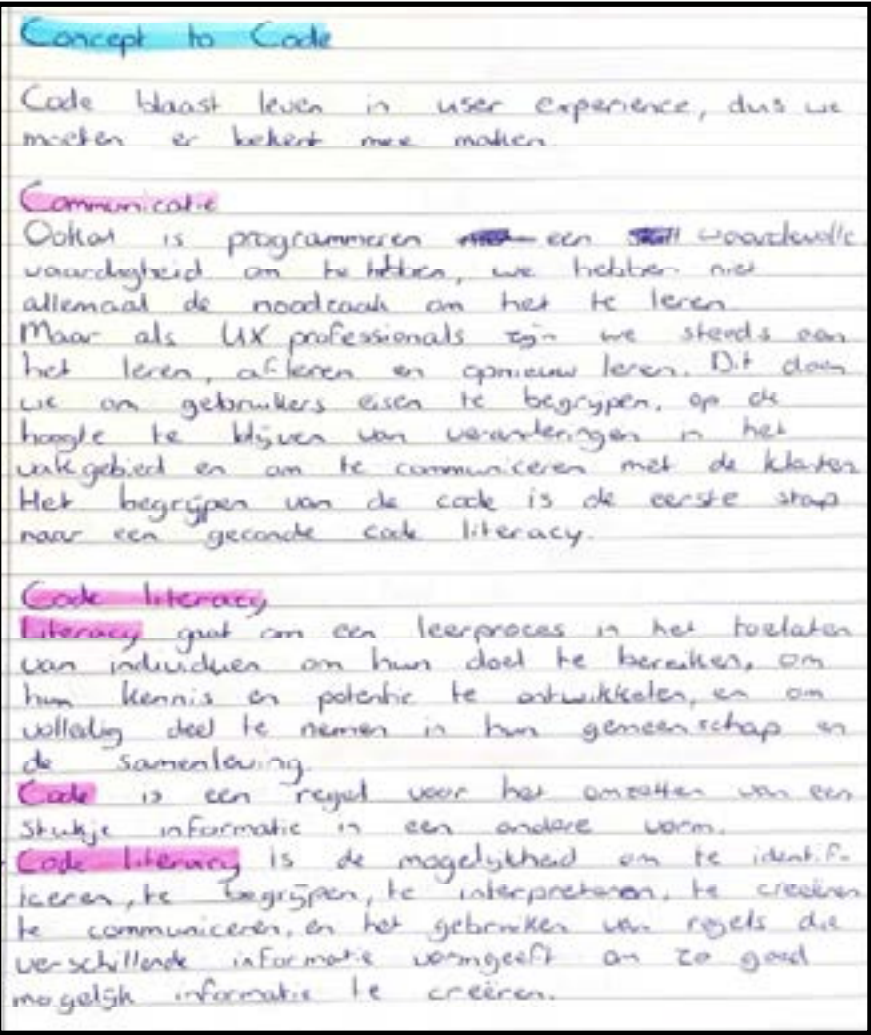 Concept to Code
Code blaast leven in user experience, dus we
moeten er bekent mee maken
Communicatie
Ookal is programmeren een waardevolle
vaardigheid om te hebben, we hebben niet
allemaal de noodzaak om het te leren
Maar als UX professionals zijn we steeds aan
het leren, afleren en opnieuw leren. Dit doen
we om gebruikers eisen te begrijpen, op de
hoogte te blijven van veranderingen in het
vakgebied en om te communiceren met de klanten
Het begrijpen van de code is de eerste stap
naar een gezonde code literacy.
Code literacy
Literacy gaat om een leerproces in het toelaten
van individuen om hun doel te bereiken, om
hun kennis en potentie te ontwikkelen, en om
volledig deel te nemen in hun gemeenschap en
de samenleving.
Code is een regel voor het omzetten van een
stukje informatie in een andere vorm.
Code literacy is de mogelijkheid om te identifi-
iceren, te begrijpen, te interpreteren, te creëren
te communiceren, en het gebruiken van regels die
verschillende informatie vormgeeft om zo goed
mogelijk informatie te creëren.